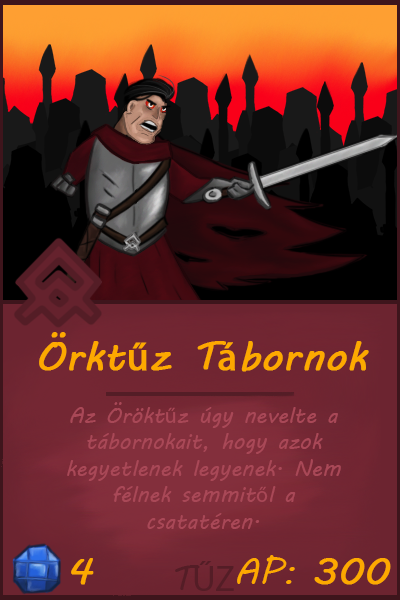 Örktűz Tábornok
Az Öröktűz úgy nevelte a
tábornokait, hogy azok
kegyetlenek legyenek. Nem
félnek semmitől a
csatatéren.
4 TŰZ AP: 300